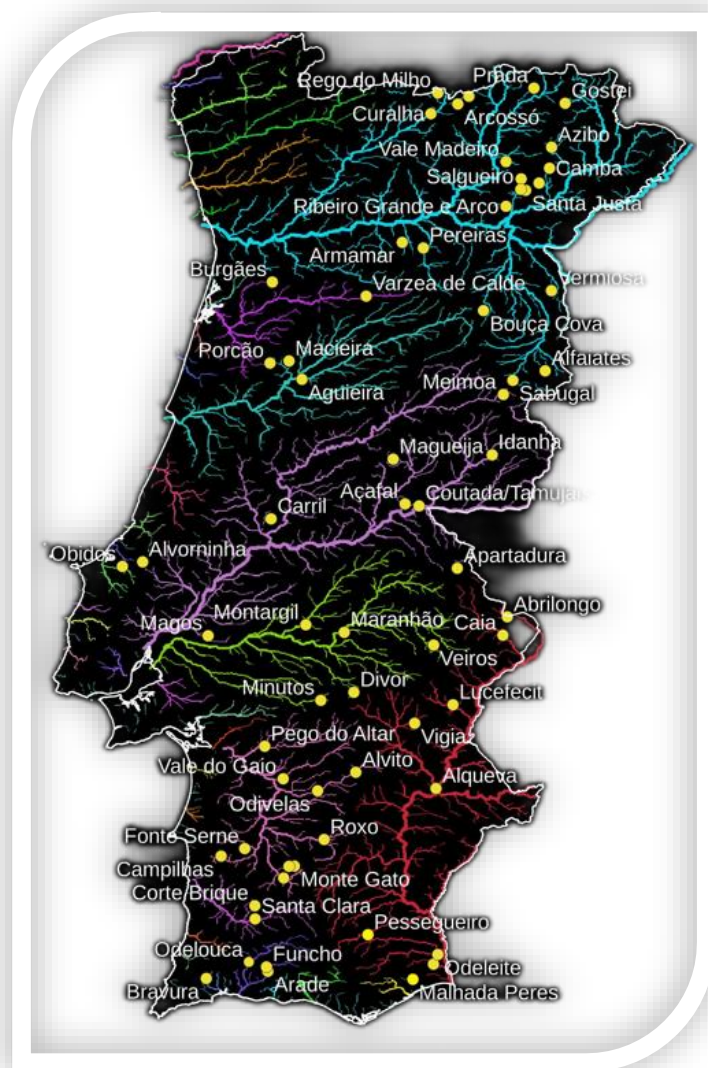 Rego do Milho
Prada
Gostei
Curalha
Arcossó
Azibo
Vale Madeiro
Camba
Salgueiro
Santa Justa
Ribeiro Grande e Arco
Pereiras
Armamar
Burgães
Varzea de Calde
Vermiosa
Bouça Cova
Porcão
Macieira
Alfaiates
Meimoa
Aguieira
Sabugal
Magueija
Idanha
Açafal
Coutada/Tamujais
Carril
Óbidos
Alvorninha
Apartadura
Abrilongo
Magos
Montargil
Maranhão
Caia
Veiros
Minutos
Divor
Lucefecit
Pego do Altar
Vigia
Vale do Gaio
Alvito
Alqueva
Odivelas
Fonte Serne
Roxo
Campilhas
Monte Gato
Corte Brique
Santa Clara
Pessegueiro
Odelouca
Funcho
Odeleite
Bravura
Arade
Malhada Peres